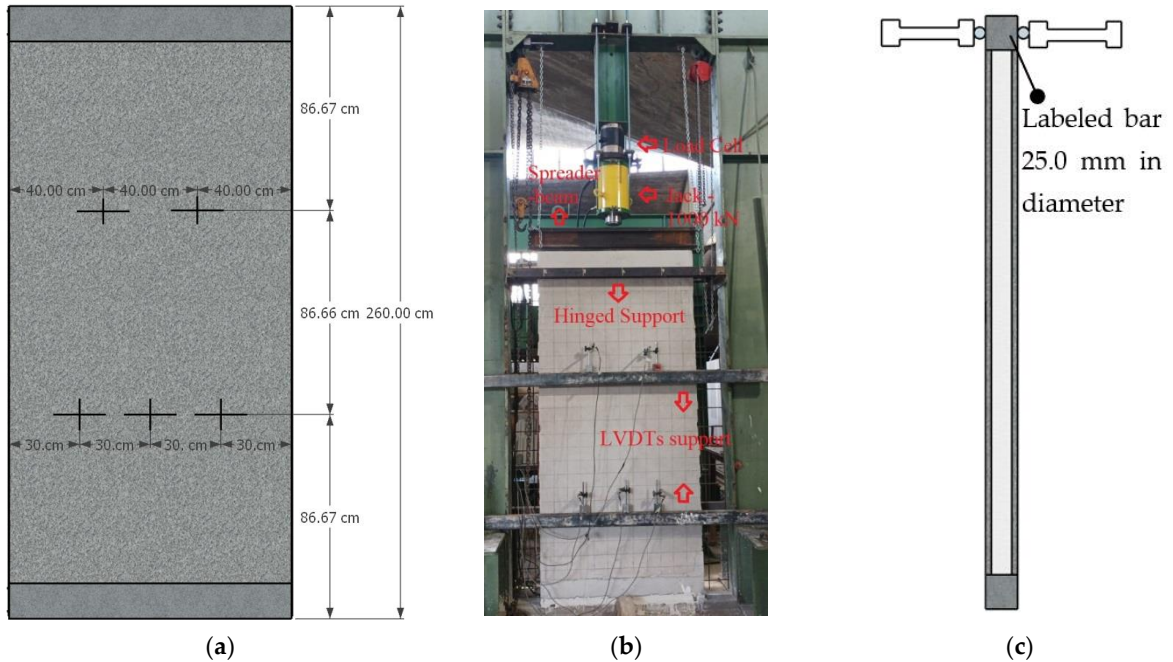 86.67 cm
40.00 cm 40.00 cm 40.00 cm
86.66 cm 260.00 cm
30.cm 30.cm 30. cm 30.cm
86.67 cm
(a)
Load Cell
Spreader
beam
Jack -
1000 kN
Hinged Support
LVDTs support
(b)
Labeled bar
25.0 mm in
diameter
(c)